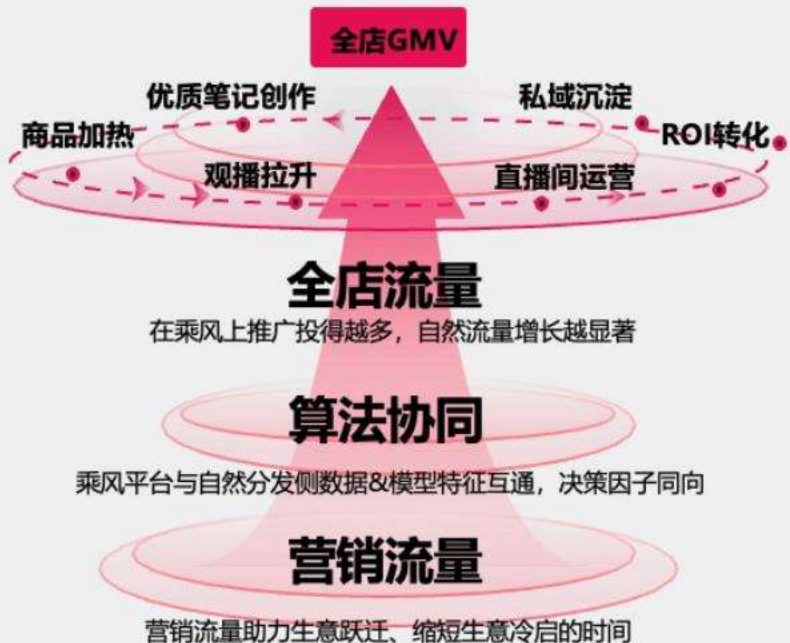 全店GMV
优质笔记创作
私域沉淀
商品加热
ROI转化
观播拉升
直播间运营
全店流量
在乘风上推广投得越多，自然流量增长越显著
算法协同
乘风平台与自然分发侧数据&模型特征互通，决策因子同向
营销流量
营销流量助力生意跃迁、缩短生意冷启的时间